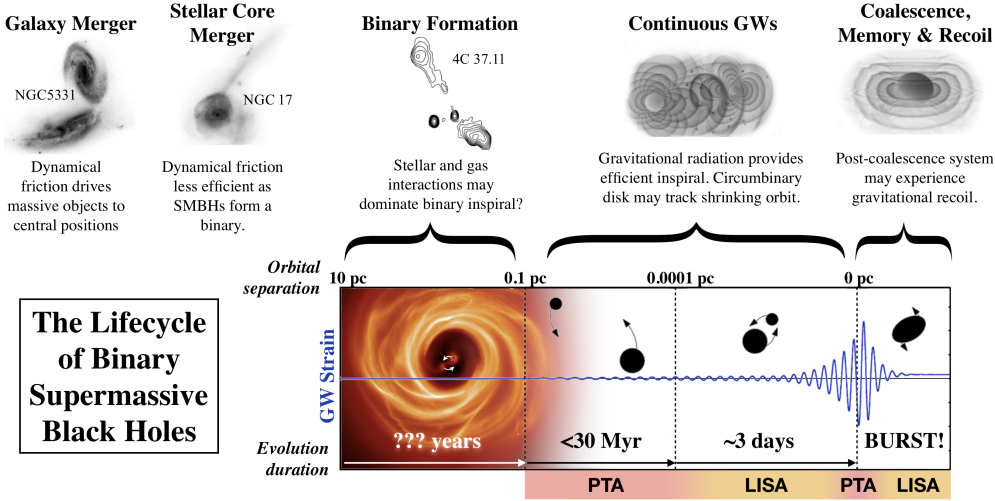 Galaxy Merger
NGC5331
Dynamical
friction drives
massive objects to
central positions
Stellar Core
Merger
NGC 17
Dynamical friction
less efficient as
SMBHs form a
binary.
Binary Formation
4C 37.11
Stellar and gas
interactions may
dominate binary inspiral?
Continuous GWs
Gravitational radiation provides
efficient inspiral. Circumbinary
disk may track shrinking orbit.
Coalescence,
Memory & Recoil
Post-coalescence system
may experience
gravitational recoil.
The Lifecycle
of Binary
Supermassive
Black Holes
Orbital
separation
10 pc
0.1 pc
0.0001 pc
0 pc
GW Strain
Evolution
duration
??? years
<30 Myr
~3 days
BURST!
PTA
LISA
PTA
LISA